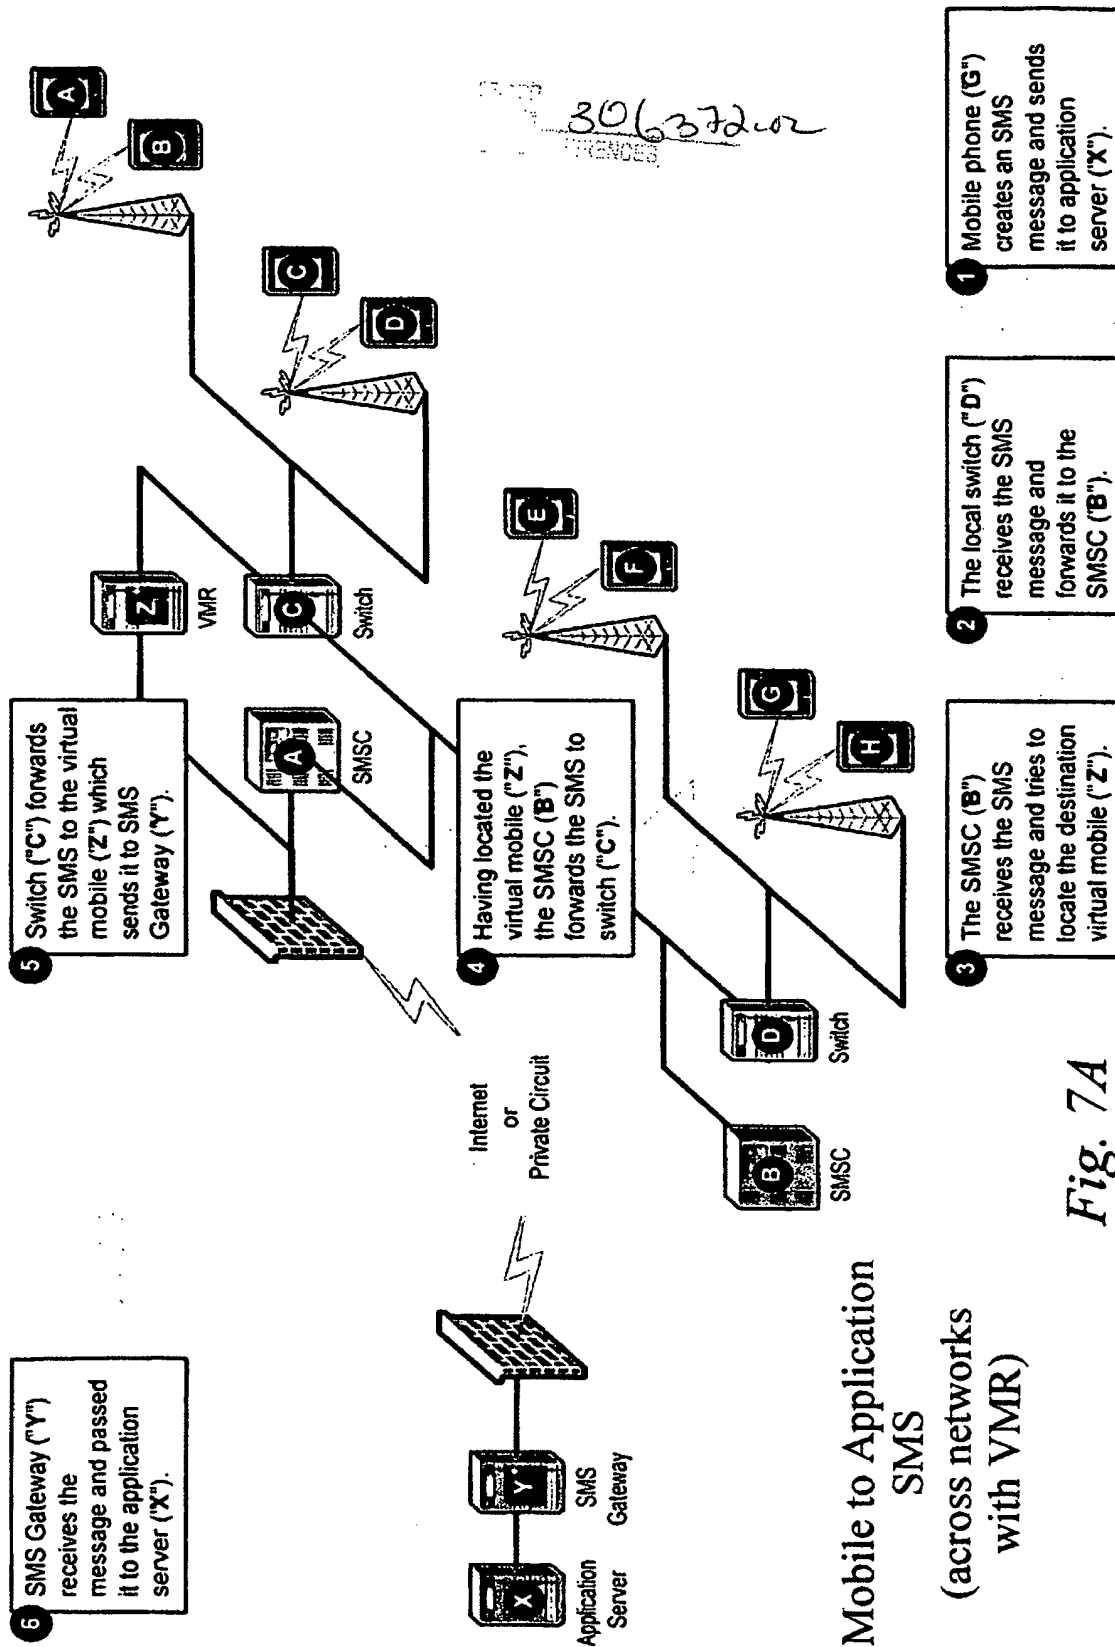 6
SMS Gateway ("Y")
receives the
message and passed
it to the application
server ("X").
5
Switch ("C") forwards
the SMS to the virtual
mobile ("Z") which
sends it to SMS
Gateway ("Y").
Z
VMR
A
B
C
Switch
C
D
A
SMSC
X
Application
Server
Y
SMS
Gateway
Internet
or
Private Circuit
4
Having located the
virtual mobile ("Z"),
the SMSC ("B")
forwards the SMS to
switch ("C").
E
F
G
H
B
SMSC
D
Switch
Mobile to Application
SMS
(across networks
with VMR)
3
The SMSC ("B")
receives the SMS
message and tries to
locate the destination
virtual mobile ("Z").
2
The local switch ("D")
receives the SMS
message and
forwards it to the
SMSC ("B").
1
Mobile phone ("G")
creates an SMS
message and sends
it to application
server ("X").
Fig. 7A